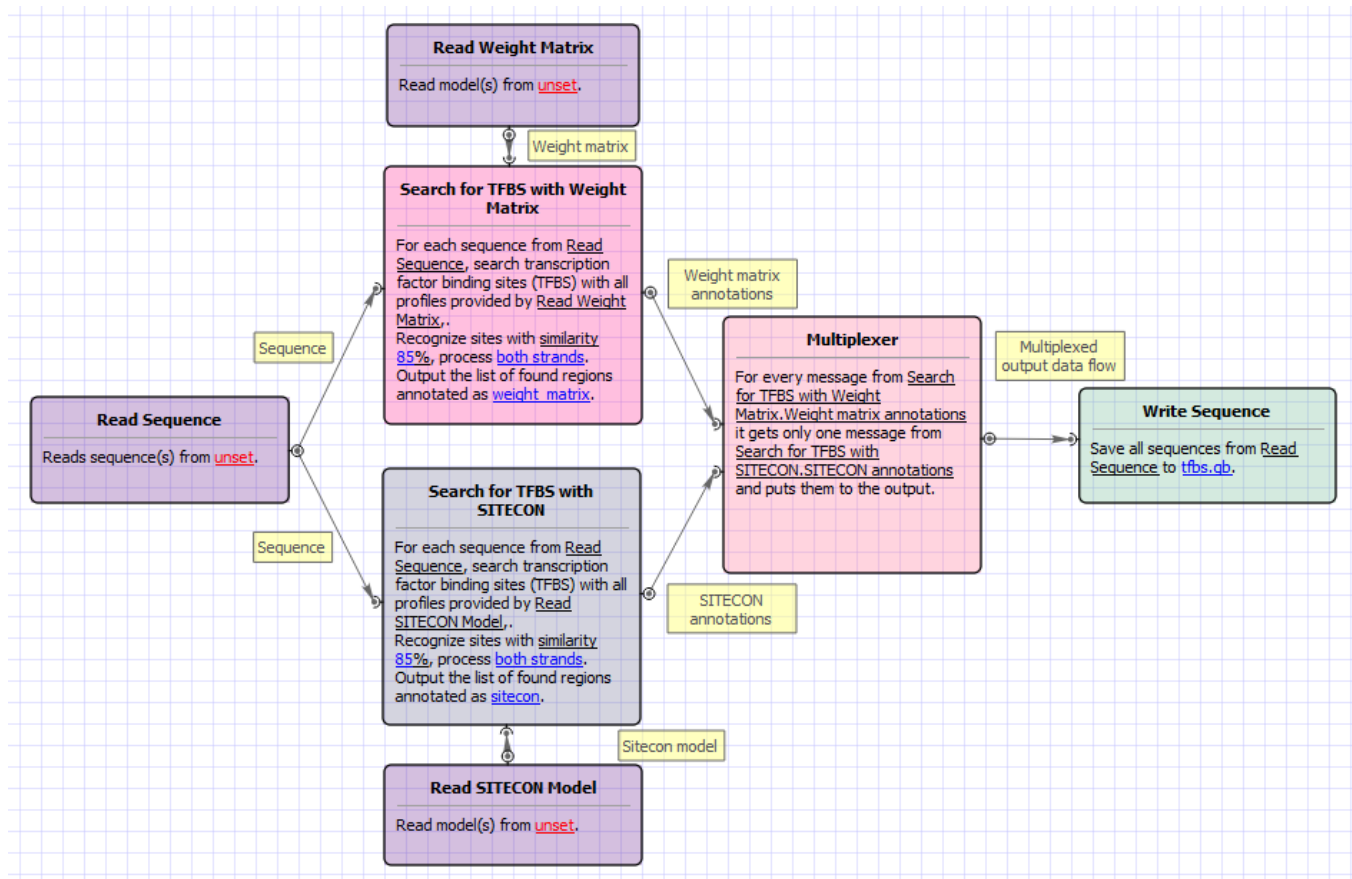 Read Weight Matrix
Read model(s) from unset.
Weight matrix
Search for TFBS with Weight
Matrix
For each sequence from Read
Sequence, search transcription
factor binding sites (TFBS) with all
profiles provided by Read Weight
Matrix,.
Recognize sites with similarity
85%, process both strands.
Output the list of found regions
annotated as weight_matrix.
Weight matrix
annotations
Sequence
Read Sequence
Reads sequence(s) from unset.
Sequence
Search for TFBS with
SITECON
For each sequence from Read
Sequence, search transcription
factor binding sites (TFBS) with all
profiles provided by Read
SITECON Model,.
Recognize sites with similarity
85%, process both strands.
Output the list of found regions
annotated as sitecon.
SITECON
annotations
Sitecon model
Read SITECON Model
Read model(s) from unset.
Multiplexer
For every message from Search
for TFBS with Weight
Matrix.Weight matrix annotations
it gets only one message from
Search for TFBS with
SITECON.SITECON annotations
and puts them to the output.
Multiplexed
output data flow
Write Sequence
Save all sequences from Read
Sequence to tfbs.gb.